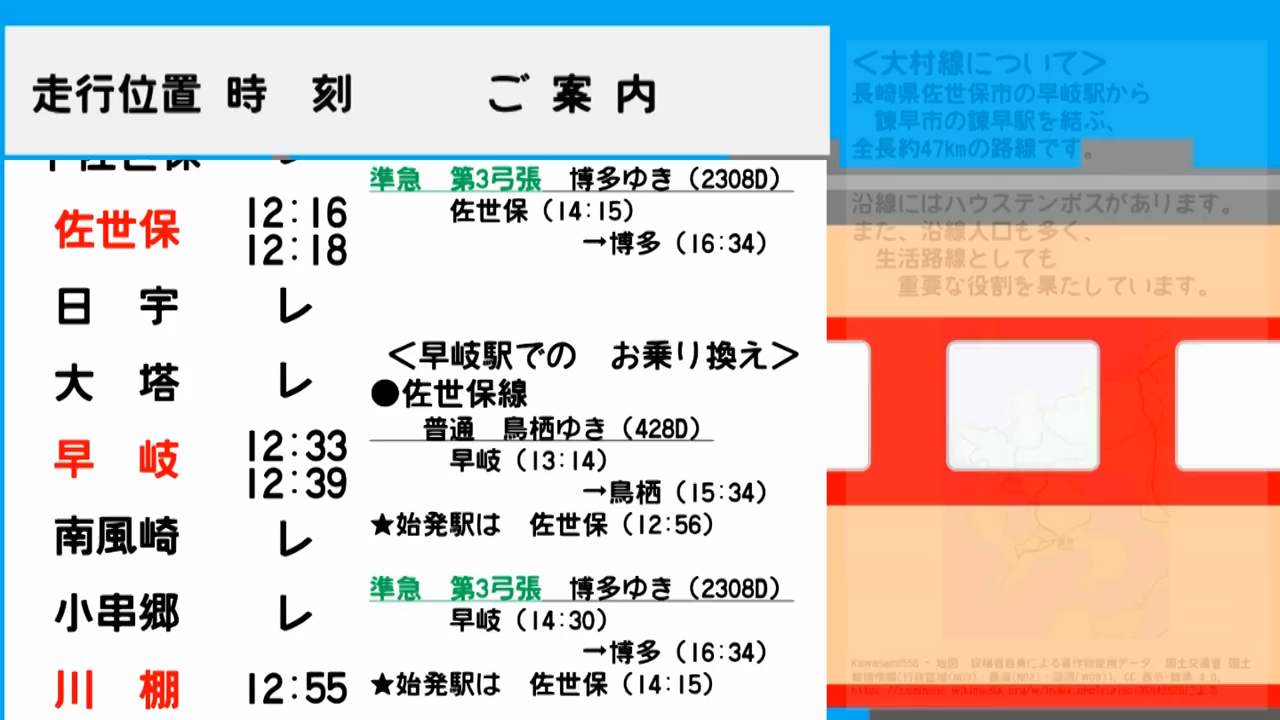 走行位置 時　刻　ご 案 内
佐世保 12:16
12:18
日　宇 レ
大　塔 レ
早　岐 12:33
12:39
南風崎 レ
小串郷 レ
川　棚 12:55
準急　第3弓張　博多ゆき（2308D）
佐世保（14:15）
→博多（16:34）
＜早岐駅での　お乗り換え＞
●佐世保線
普通　鳥栖ゆき（428D）
早岐（13:14）
→鳥栖（15:34）
★始発駅は　佐世保（12:56）
準急　第3弓張　博多ゆき（2308D）
早岐（14:30）
→博多（16:34）
★始発駅は　佐世保（14:15）
＜大村線について＞
長崎県佐世保市の早岐駅から
諫早市の諫早駅を結ぶ、
全長約47kmの路線です。
沿線にはハウステンボスがあります。
また、沿線人口も多く、
生活路線としても
重要な役割を果たしています。